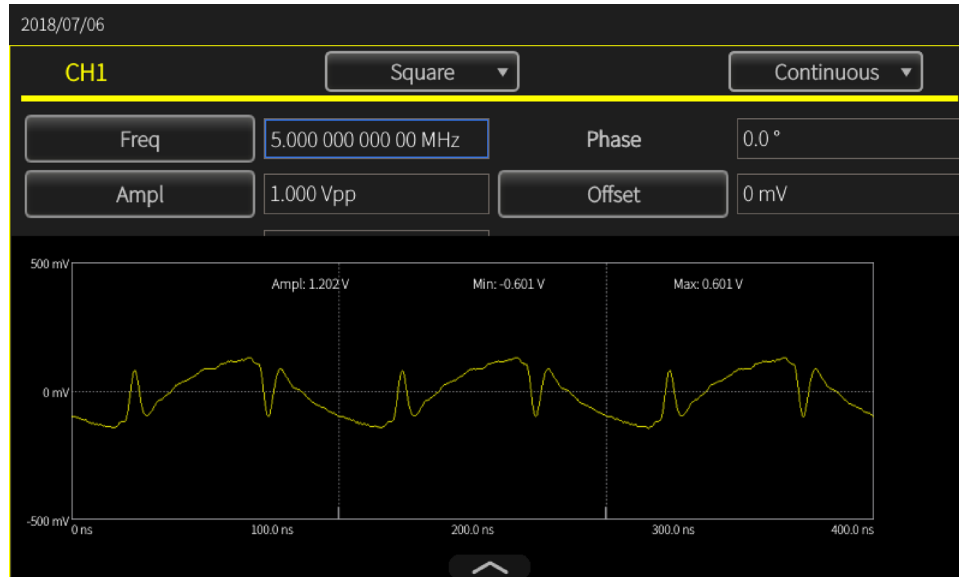 2018/07/06
CH1 Square Continuous
Freq 5.000 000 000 00 MHz Phase 0.0 °
Ampl 1.000 Vpp Offset 0 mV
500 mV
Ampl: 1.202 V Min: -0.601 V Max: 0.601 V
0 mV
-500 mV
0 ns 100.0 ns 200.0 ns 300.0 ns 400.0 ns